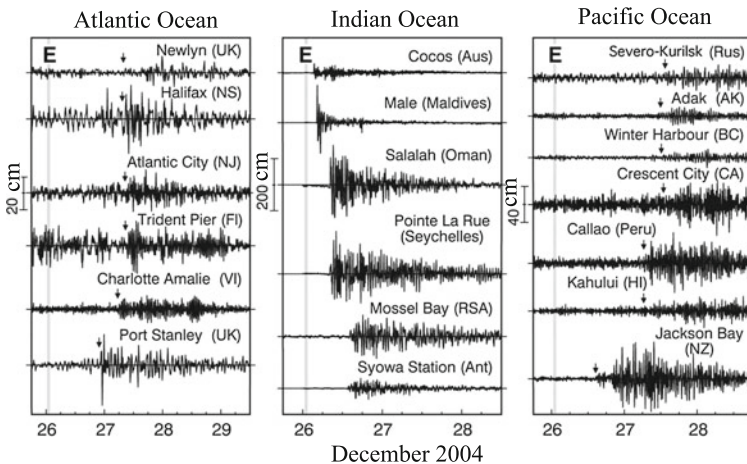 Atlantic Ocean
Indian Ocean
Pacific Ocean
E
Newlyn (UK)
Halifax (NS)
Atlantic City (NJ)
20 cm
Trident Pier (Fl)
Charlotte Amalie (VI)
Port Stanley (UK)
26 27 28 29
E
Cocos (Aus)
Male (Maldives)
Salalah (Oman)
200 cm
Pointe La Rue
(Seychelles)
Mossel Bay (RSA)
Syowa Station (Ant)
26 27 28
E
Severo-Kurilsk (Rus)
Adak (AK)
Winter Harbour (BC)
Crescent City (CA)
40 cm
Callao (Peru)
Kahului (HI)
Jackson Bay
(NZ)
26 27 28
December 2004